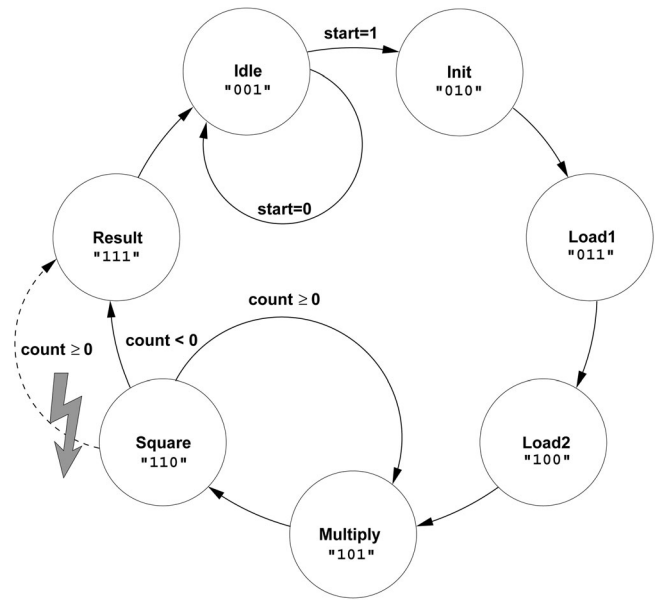 start=1
Idle
"001"
Init
"010"
start=0
Result
"111"
Load1
"011"
count ≥ 0
count < 0
count ≥ 0
Square
"110"
Load2
"100"
Multiply
"101"